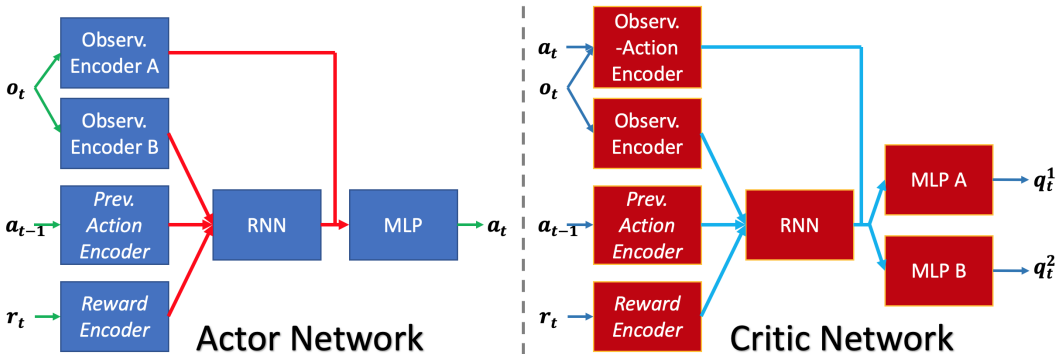 Observ.
Encoder A
o_t
Observ.
Encoder B
a_{t-1}
Prev.
Action
Encoder
RNN
MLP
a_t
r_t
Reward
Encoder
Actor Network
a_t
Observ.
-Action
Encoder
o_t
Observ.
Encoder
MLP A
q_t^1
a_{t-1}
Prev.
Action
Encoder
RNN
MLP B
q_t^2
r_t
Reward
Encoder
Critic Network